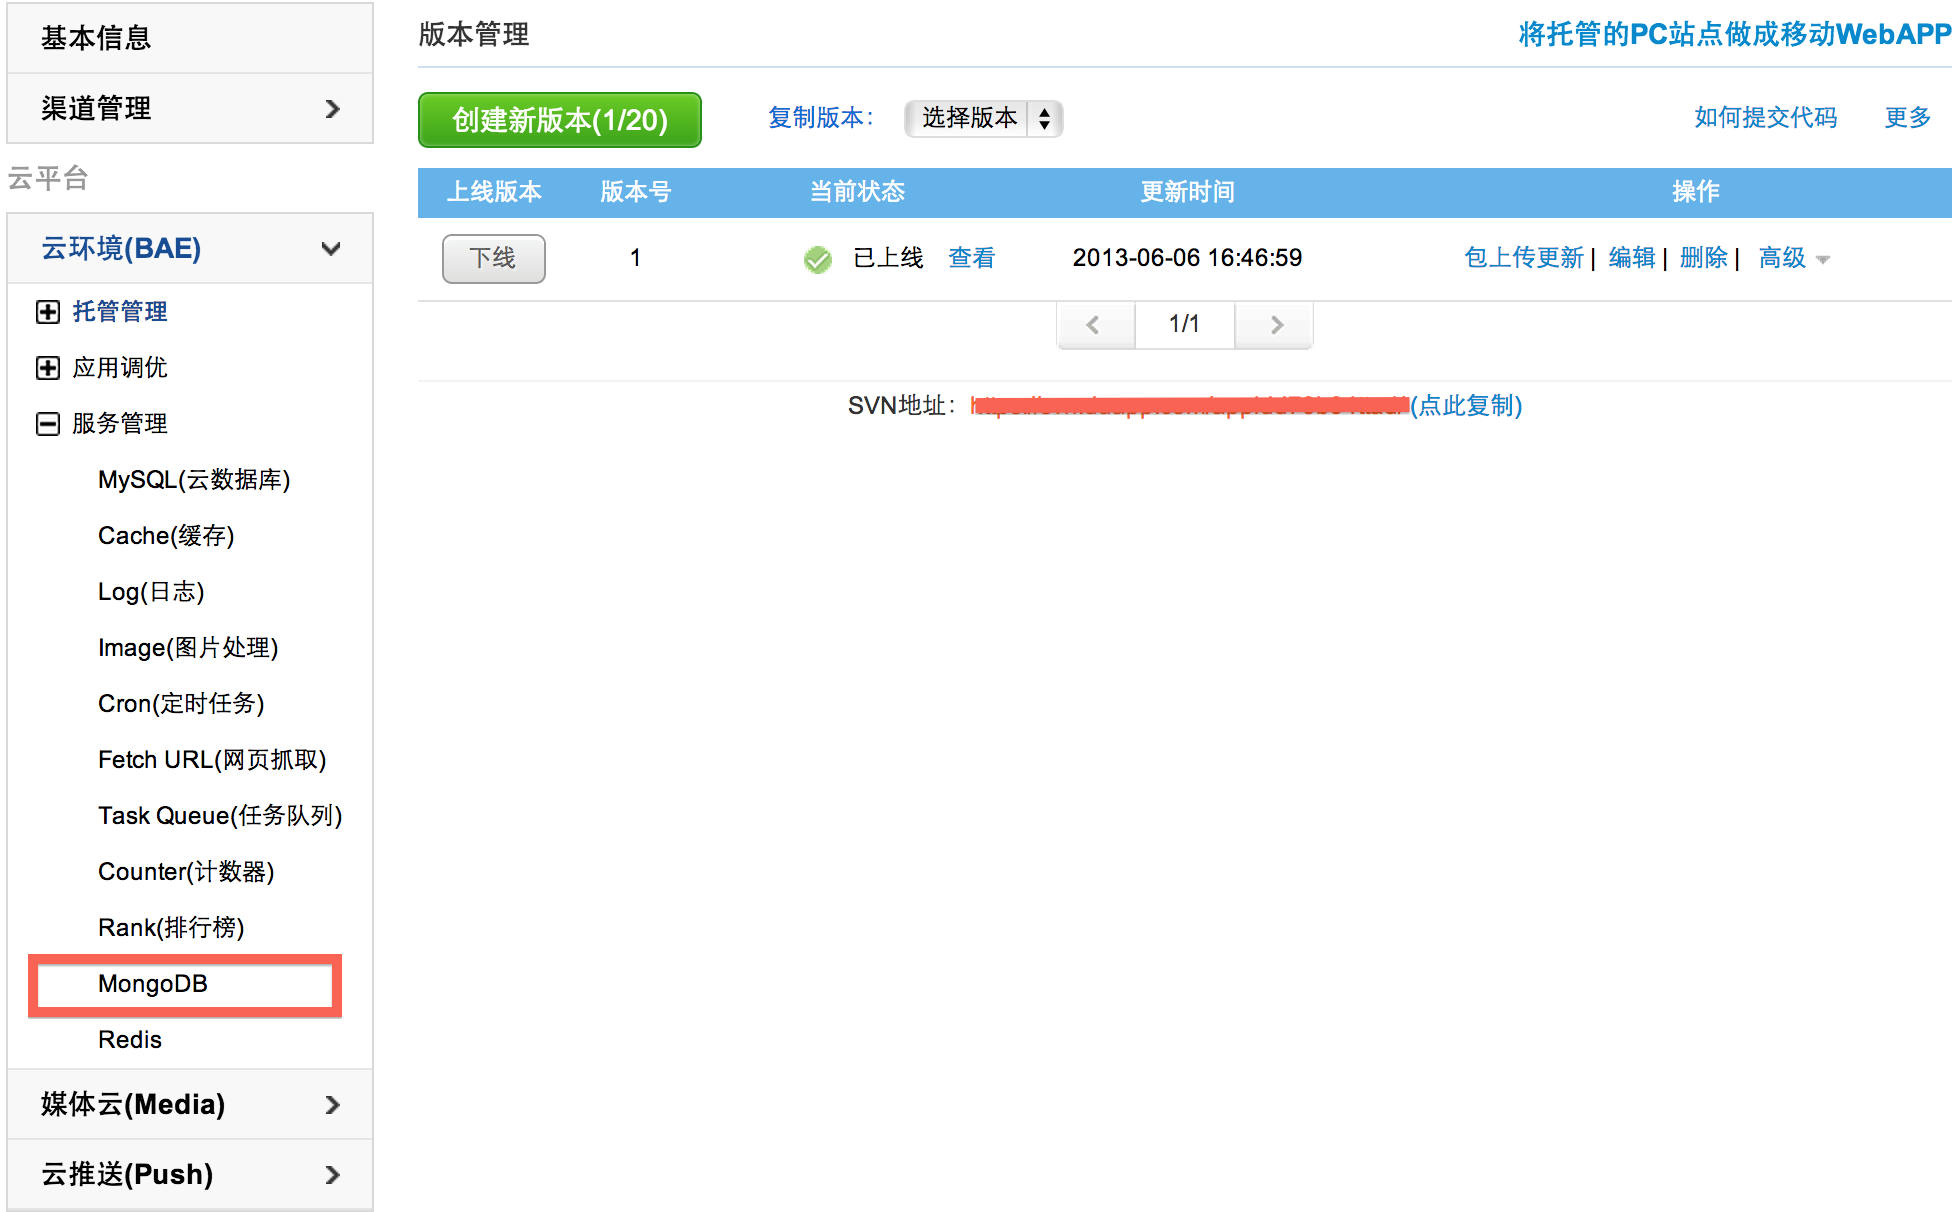 基本信息
渠道管理
云平台
云环境(BAE)
托管管理
应用调优
服务管理
MySQL(云数据库)
Cache(缓存)
Log(日志)
Image(图片处理)
Cron(定时任务)
Fetch URL(网页抓取)
Task Queue(任务队列)
Counter(计数器)
Rank(排行榜)
MongoDB
Redis
媒体云(Media)
云推送(Push)
版本管理 将托管的PC站点做成移动WebAPP
创建新版本(1/20) 复制版本： 选择版本 如何提交代码 更多
上线版本 版本号 当前状态 更新时间 操作
下线 1 已上线 查看 2013-06-06 16:46:59 包上传更新 | 编辑 | 删除 | 高级
1/1
SVN地址： (点此复制)